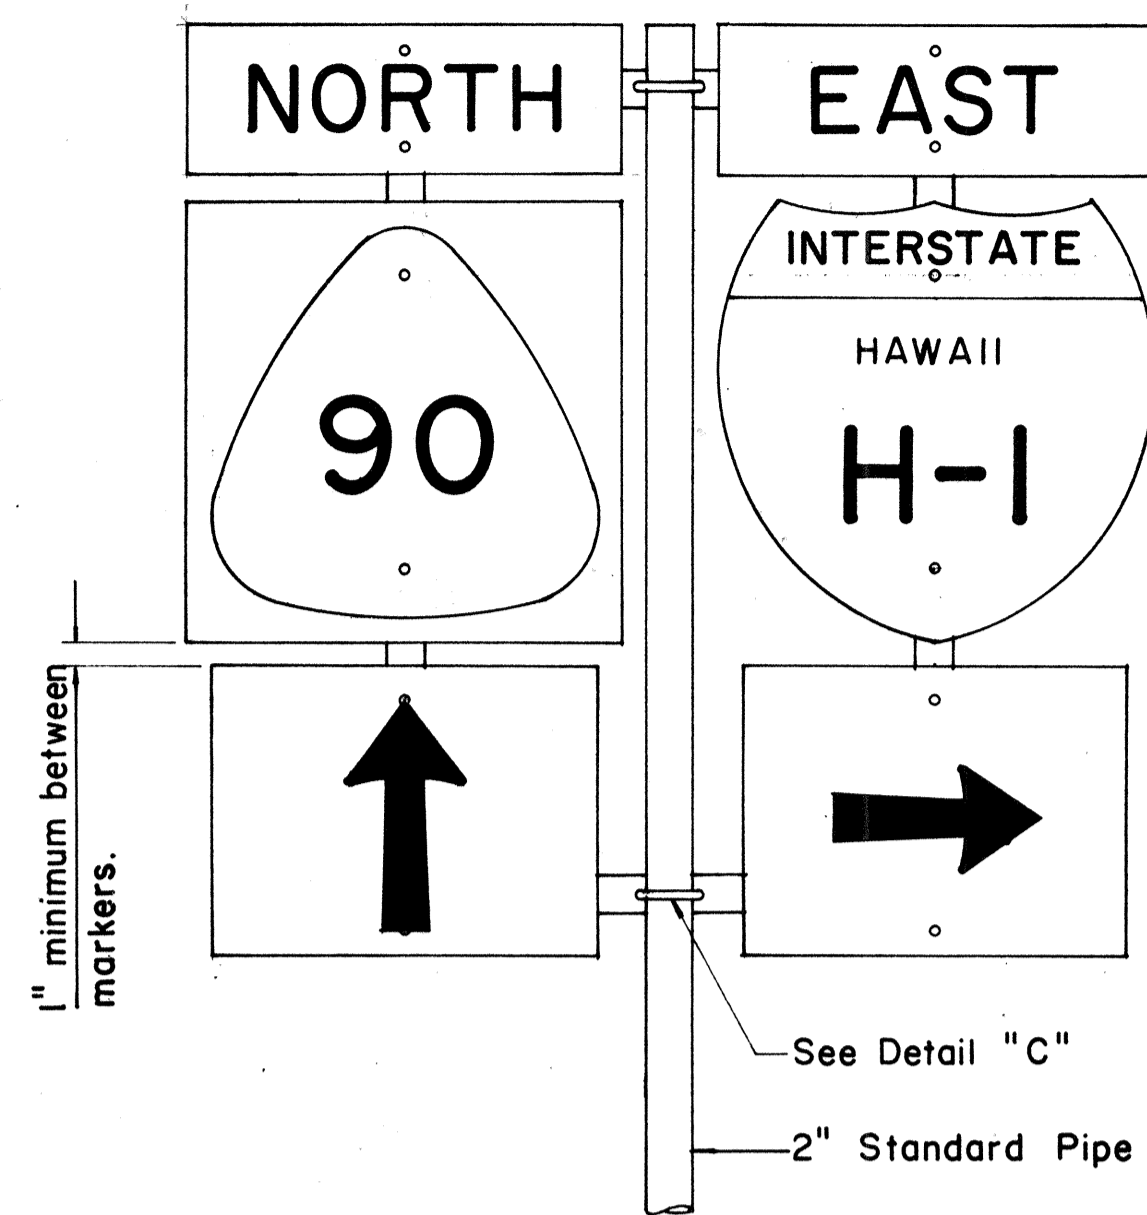 NORTH
EAST
INTERSTATE
HAWAII
90
H-1
1" minimum between
markers.
See Detail "C"
2" Standard Pipe